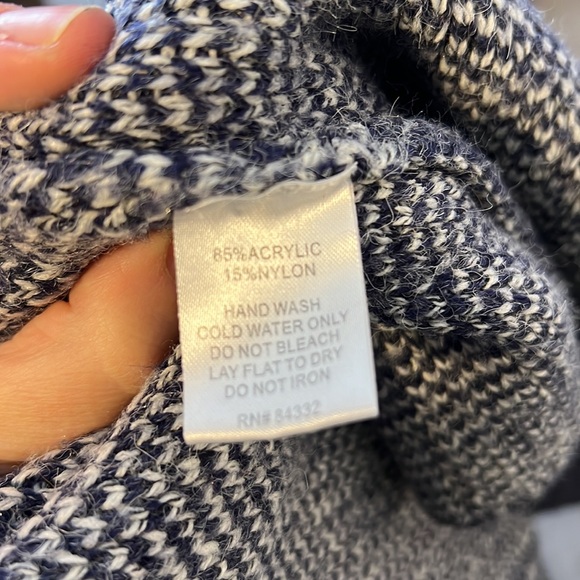 85%ACRYLIC
15%NYLON
HAND WASH
COLD WATER ONLY
DO NOT BLEACH
LAY FLAT TO DRY
DO NOT IRON
RN# 84332